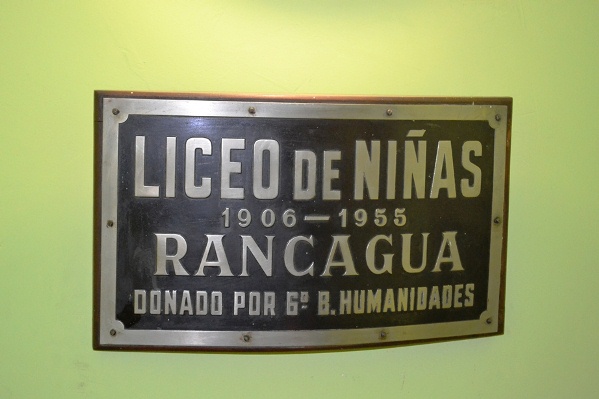 LICEO DE NIÑAS
1906-1955
RANCAGUA
DONADO POR 6º B. HUMANIDADES